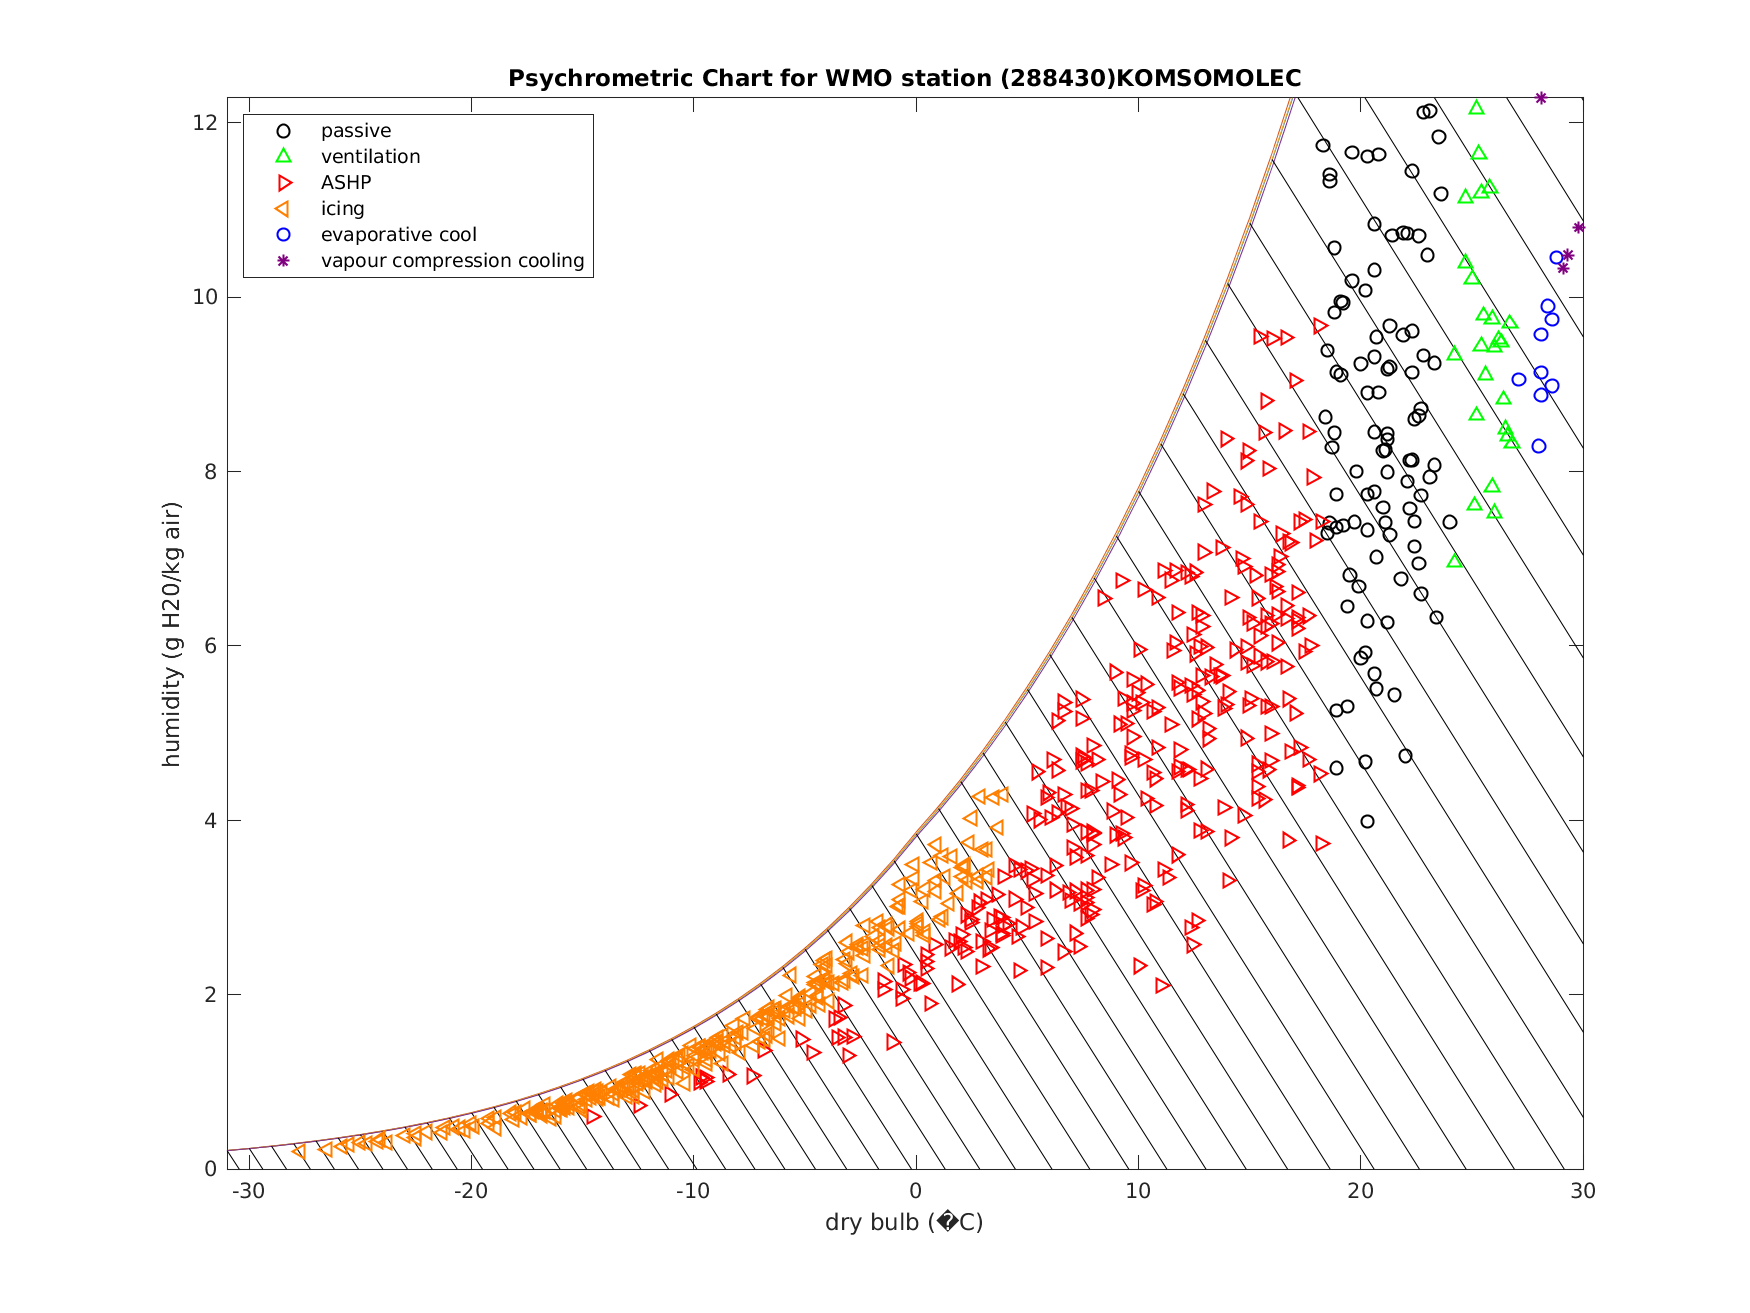 Psychrometric Chart for WMO station (288430)KOMSOMOLEC
passive
ventilation
ASHP
icing
evaporative cool
vapour compression cooling
humidity (g H20/kg air)
12
10
8
6
4
2
0
-30 -20 -10 0 10 20 30
dry bulb (�C)